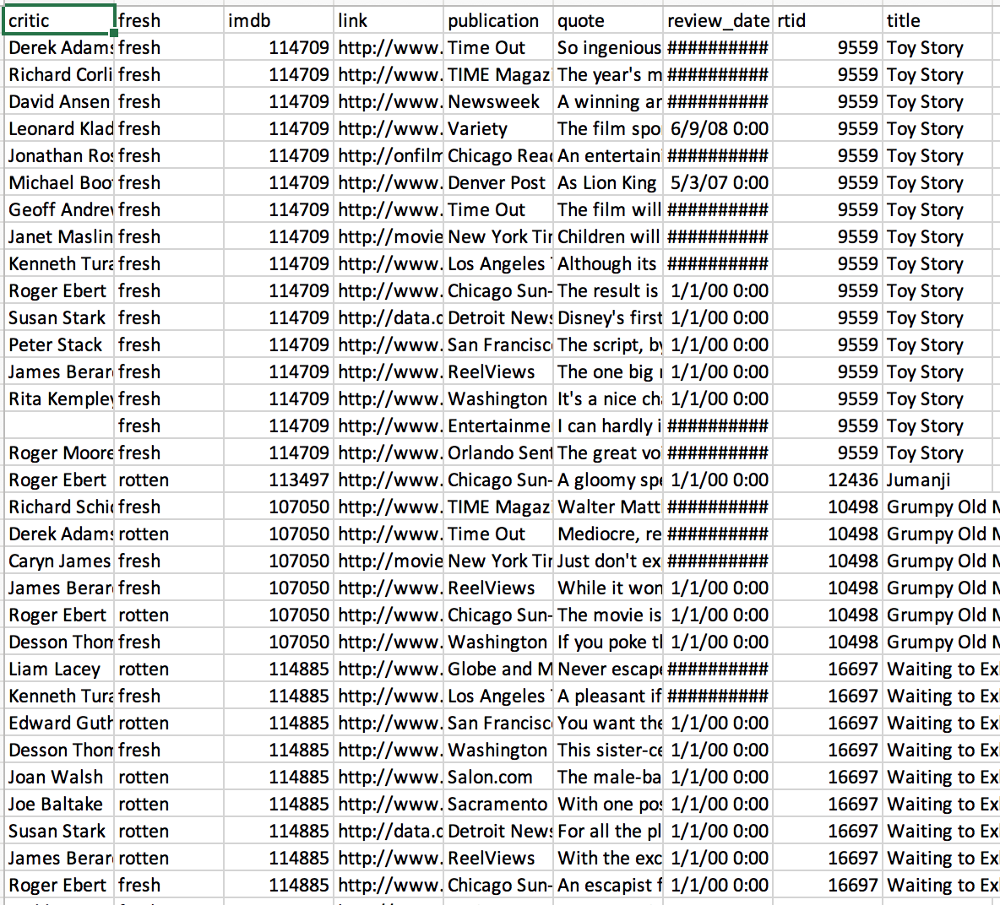 critic fresh imdb link publication quote review_date rtid title
Derek Adams fresh 114709 http://www. Time Out So ingenious ########## 9559 Toy Story
Richard Corli fresh 114709 http://www. TIME Magaz The year's m ########## 9559 Toy Story
David Ansen fresh 114709 http://www. Newsweek A winning an ########## 9559 Toy Story
Leonard Klad fresh 114709 http://www. Variety The film spo 6/9/08 0:00 9559 Toy Story
Jonathan Ros fresh 114709 http://onfilm Chicago Read An entertain ########## 9559 Toy Story
Michael Boot fresh 114709 http://www. Denver Post As Lion King 5/3/07 0:00 9559 Toy Story
Geoff Andrew fresh 114709 http://www. Time Out The film will ########## 9559 Toy Story
Janet Maslin fresh 114709 http://movie New York Tim Children will ########## 9559 Toy Story
Kenneth Tura fresh 114709 http://www. Los Angeles Although its ########## 9559 Toy Story
Roger Ebert fresh 114709 http://www. Chicago Sun- The result is 1/1/00 0:00 9559 Toy Story
Susan Stark fresh 114709 http://data.d Detroit News Disney's first 1/1/00 0:00 9559 Toy Story
Peter Stack fresh 114709 http://www. San Francisc The script, by 1/1/00 0:00 9559 Toy Story
James Berar fresh 114709 http://www. ReelViews The one big 1/1/00 0:00 9559 Toy Story
Rita Kempley fresh 114709 http://www. Washington It's a nice ch 1/1/00 0:00 9559 Toy Story
fresh 114709 http://www. Entertainme I can hardly i ########## 9559 Toy Story
Roger Moore fresh 114709 http://www. Orlando Sent The great vo ########## 9559 Toy Story
Roger Ebert rotten 113497 http://www. Chicago Sun- A gloomy spe 1/1/00 0:00 12436 Jumanji
Richard Schic fresh 107050 http://www. TIME Magaz Walter Matt ########## 10498 Grumpy Old M
Derek Adams rotten 107050 http://www. Time Out Mediocre, re ########## 10498 Grumpy Old M
Caryn James fresh 107050 http://movie New York Tim Just don't ex ########## 10498 Grumpy Old M
James Berar fresh 107050 http://www. ReelViews While it won 1/1/00 0:00 10498 Grumpy Old M
Roger Ebert rotten 107050 http://www. Chicago Sun- The movie is 1/1/00 0:00 10498 Grumpy Old M
Desson Thom fresh 107050 http://www. Washington If you poke th 1/1/00 0:00 10498 Grumpy Old M
Liam Lacey rotten 114885 http://www. Globe and M Never escape ########## 16697 Waiting to Exh
Kenneth Tura fresh 114885 http://www. Los Angeles A pleasant if ########## 16697 Waiting to Exh
Edward Guth rotten 114885 http://www. San Francisc You want the 1/1/00 0:00 16697 Waiting to Exh
Desson Thom fresh 114885 http://www. Washington This sister-ce 1/1/00 0:00 16697 Waiting to Exh
Joan Walsh rotten 114885 http://www. Salon.com The male-ba 1/1/00 0:00 16697 Waiting to Exh
Joe Baltake rotten 114885 http://www. Sacramento With one pos 1/1/00 0:00 16697 Waiting to Exh
Susan Stark rotten 114885 http://data.d Detroit News For all the pl 1/1/00 0:00 16697 Waiting to Exh
James Berar rotten 114885 http://www. ReelViews With the exc 1/1/00 0:00 16697 Waiting to Exh
Roger Ebert fresh 114885 http://www. Chicago Sun- An escapist f 1/1/00 0:00 16697 Waiting to Exh